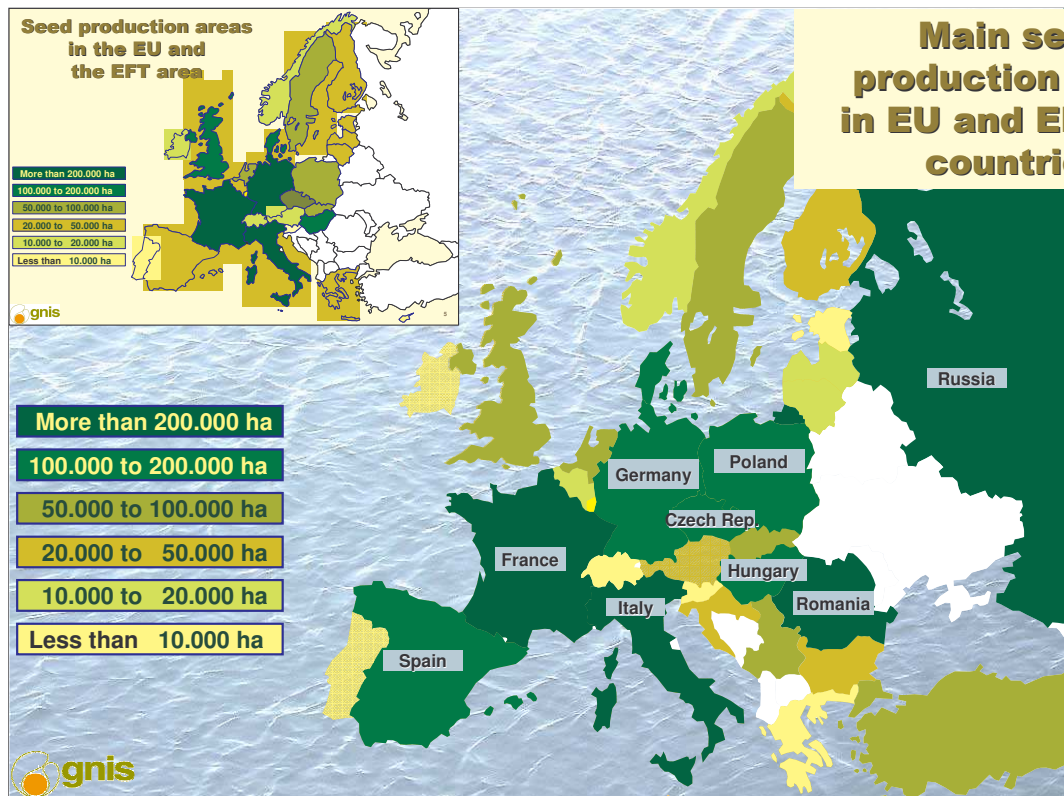 Seed production areas
in the EU and
the EFT area
More than 200.000 ha
100.000 to 200.000 ha
50.000 to 100.000 ha
20.000 to 50.000 ha
10.000 to 20.000 ha
Less than 10.000 ha
gnis
5
Main se
production
in EU and E
countri
More than 200.000 ha
100.000 to 200.000 ha
50.000 to 100.000 ha
20.000 to 50.000 ha
10.000 to 20.000 ha
Less than 10.000 ha
Russia
Poland
Germany
Czech Rep.
France
Hungary
Romania
Italy
Spain
gnis